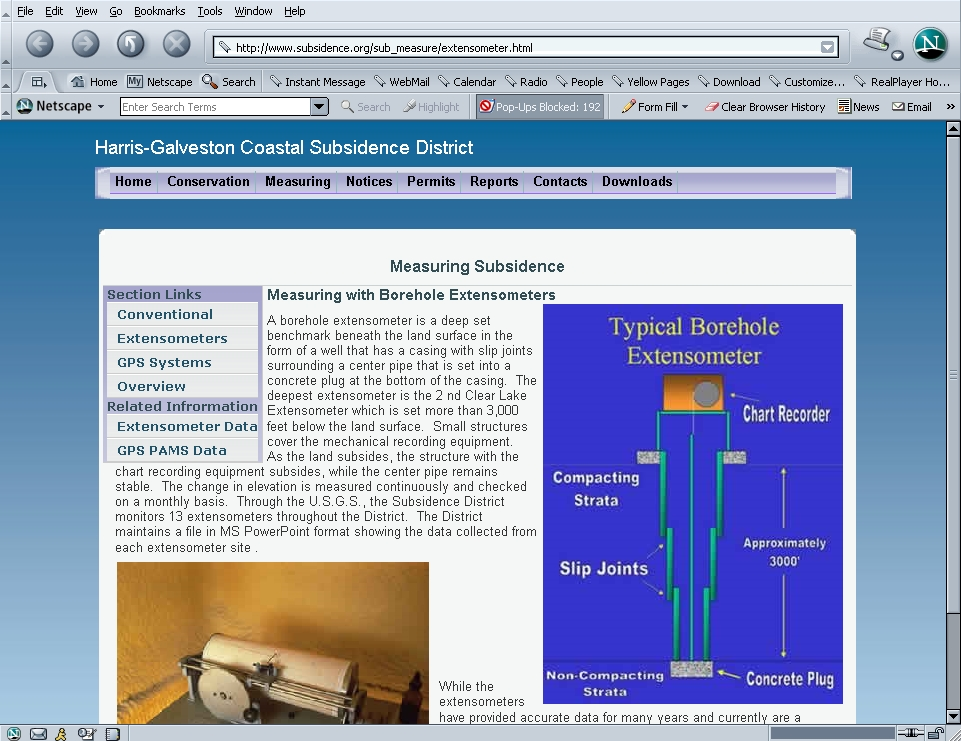 File Edit View Go Bookmarks Tools Window Help
http://www.subsidence.org/sub_measure/extensometer.html
Home My Netscape Search Instant Message WebMail Calendar Radio People Yellow Pages Download Customize... RealPlayer Ho...
Netscape Enter Search Terms Search Highlight Pop-Ups Blocked: 192 Form Fill Clear Browser History News Email »
Harris-Galveston Coastal Subsidence District
Home Conservation Measuring Notices Permits Reports Contacts Downloads
Measuring Subsidence
Section Links
Conventional
Extensometers
GPS Systems
Overview
Related Infrormation
Extensometer Data
GPS PAMS Data
Measuring with Borehole Extensometers
A borehole extensometer is a deep set
benchmark beneath the land surface in the
form of a well that has a casing with slip joints
surrounding a center pipe that is set into a
concrete plug at the bottom of the casing. The
deepest extensometer is the 2 nd Clear Lake
Extensometer which is set more than 3,000
feet below the land surface. Small structures
cover the mechanical recording equipment.
As the land subsides, the structure with the
chart recording equipment subsides, while the center pipe remains
stable. The change in elevation is measured continuously and checked
on a monthly basis. Through the U.S.G.S., the Subsidence District
monitors 13 extensometers throughout the District. The District
maintains a file in MS PowerPoint format showing the data collected from
each extensometer site .
Typical Borehole
Extensometer
Chart Recorder
Compacting
Strata
Approximately
3000'
Slip Joints
Non-Compacting
Strata
Concrete Plug
While the
extensometers
have provided accurate data for many years and currently are a